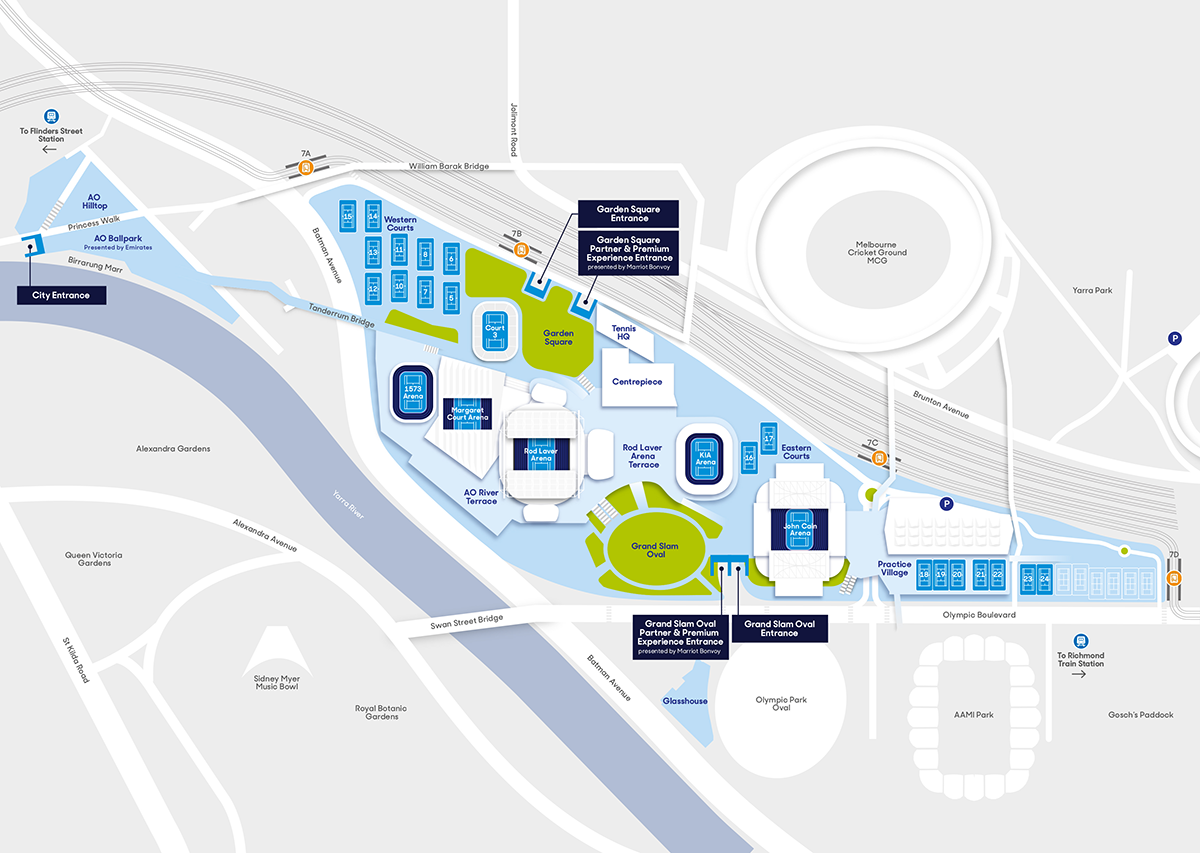 Jolimont Road
To Flinders Street
Station
7A
William Barak Bridge
AO
Hilltop
Princess Walk
AO Ballpark
Presented by Emirates
Birrarung Marr
City Entrance
Batman Avenue
Tanderrum Bridge
15
14
Western
Courts
13
11
8
6
12
10
7
5
7B
Garden Square
Entrance
Garden Square
Partner & Premium
Experience Entrance
presented by Marriot Bonvoy
Melbourne
Cricket Ground
MCG
Yarra Park
P
Court
3
Garden
Square
Tennis
HQ
Centrepiece
1573
Arena
Margaret
Court Arena
Rod Laver
Arena
Rod Laver
Arena
Terrace
KIA
Arena
16
17
Eastern
Courts
7C
Brunton Avenue
AO River
Terrace
Alexandra Gardens
Yarra River
Alexandra Avenue
Queen Victoria
Gardens
Grand Slam
Oval
John Cain
Arena
P
Practice
Village
18
19
20
21
22
23
24
7D
Swan Street Bridge
Olympic Boulevard
Grand Slam Oval
Partner & Premium
Experience Entrance
presented by Marriot Bonvoy
Grand Slam Oval
Entrance
To Richmond
Train Station
St Kilda Road
Sidney Myer
Music Bowl
Royal Botanic
Gardens
Batman Avenue
Glasshouse
Olympic Park
Oval
AAMI Park
Gosch's Paddock